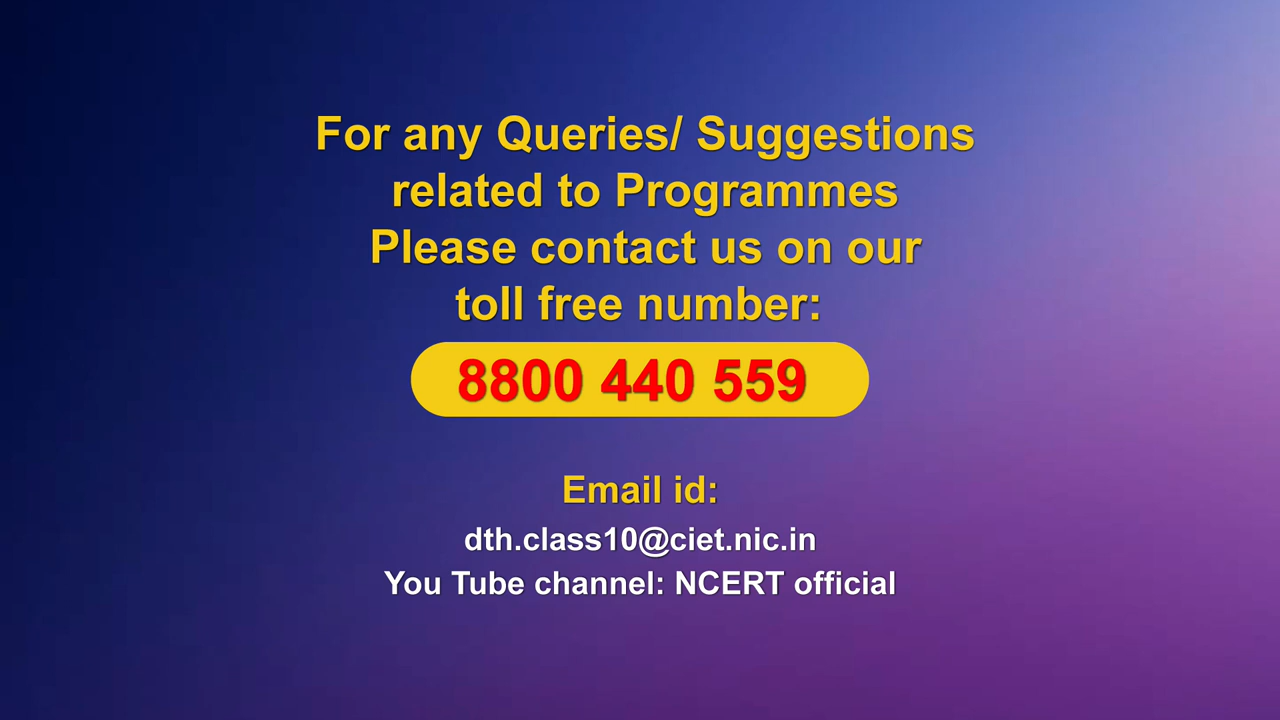 For any Queries/ Suggestions
related to Programmes
Please contact us on our
toll free number:
8800 440 559
Email id:
dth.class10@ciet.nic.in
You Tube channel: NCERT official